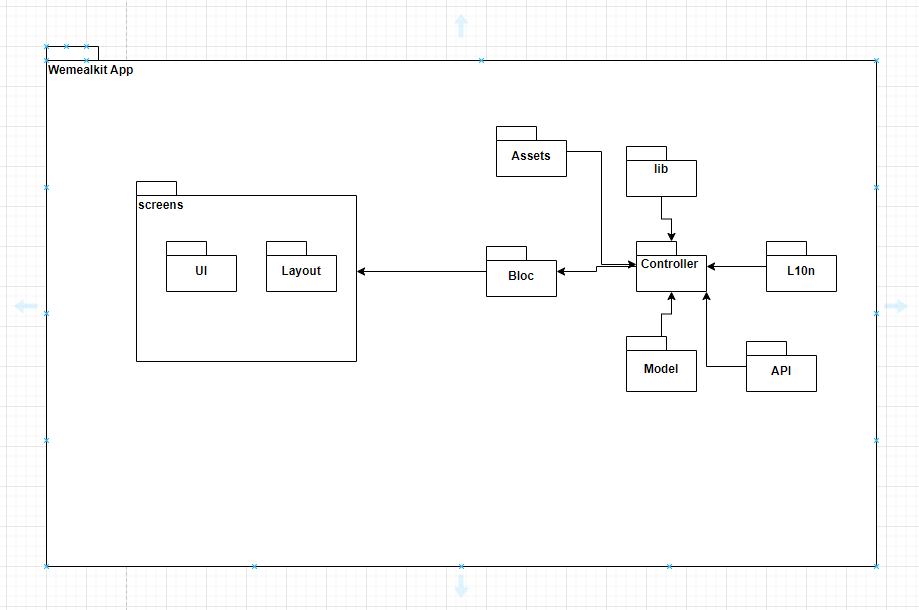 Wemealkit App
Assets
lib
screens
UI
Layout
Bloc
Controller
L10n
Model
API